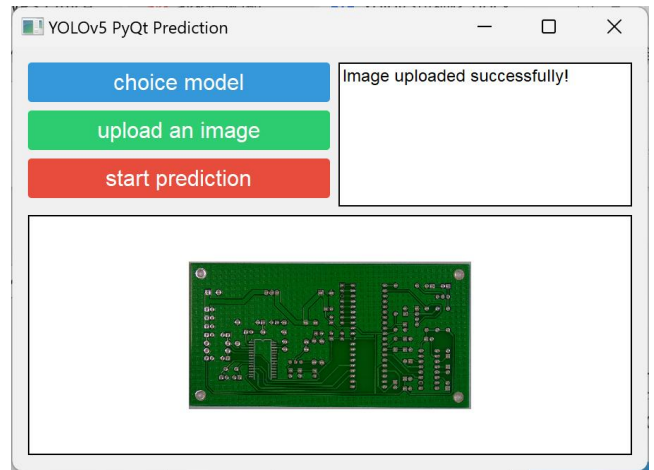 YOLOv5 PyQt Prediction
choice model
upload an image
start prediction
Image uploaded successfully!